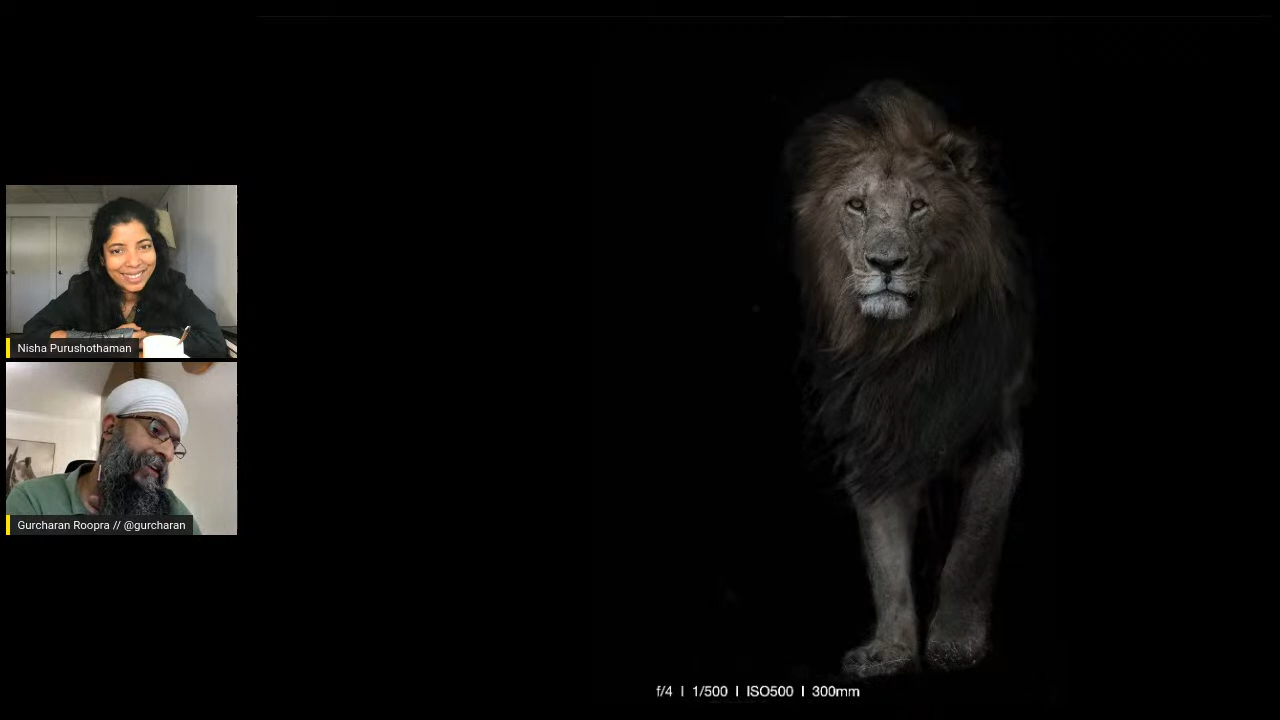 Nisha Purushothaman
Gurcharan Roopra // @gurcharan
f/4 | 1/500 | ISO500 | 300mm